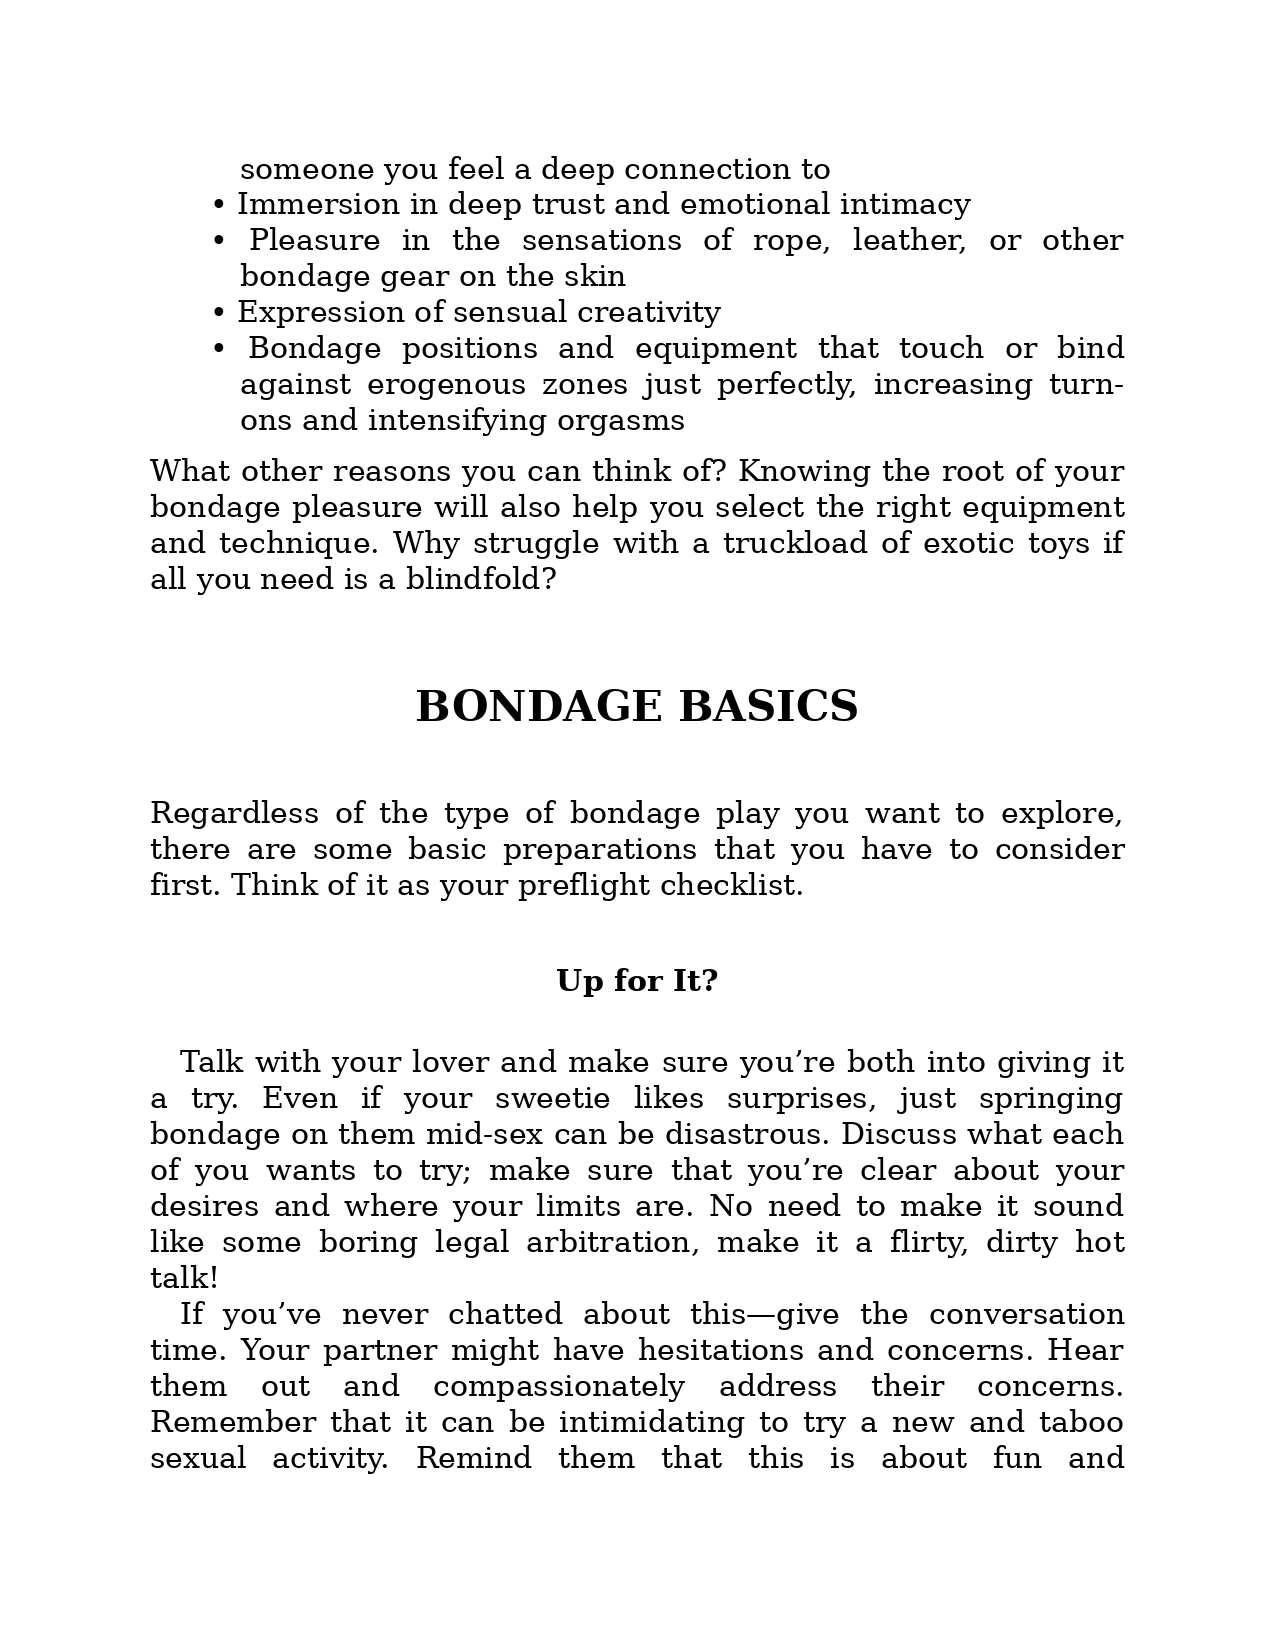 someone you feel a deep connection to
• Immersion in deep trust and emotional intimacy
• Pleasure in the sensations of rope, leather, or other
bondage gear on the skin
• Expression of sensual creativity
• Bondage positions and equipment that touch or bind
against erogenous zones just perfectly, increasing turn-
ons and intensifying orgasms
What other reasons you can think of? Knowing the root of your
bondage pleasure will also help you select the right equipment
and technique. Why struggle with a truckload of exotic toys if
all you need is a blindfold?
BONDAGE BASICS
Regardless of the type of bondage play you want to explore,
there are some basic preparations that you have to consider
first. Think of it as your preflight checklist.
Up for It?
Talk with your lover and make sure you’re both into giving it
a try. Even if your sweetie likes surprises, just springing
bondage on them mid-sex can be disastrous. Discuss what each
of you wants to try; make sure that you’re clear about your
desires and where your limits are. No need to make it sound
like some boring legal arbitration, make it a flirty, dirty hot
talk!
If you’ve never chatted about this—give the conversation
time. Your partner might have hesitations and concerns. Hear
them out and compassionately address their concerns.
Remember that it can be intimidating to try a new and taboo
sexual activity. Remind them that this is about fun and